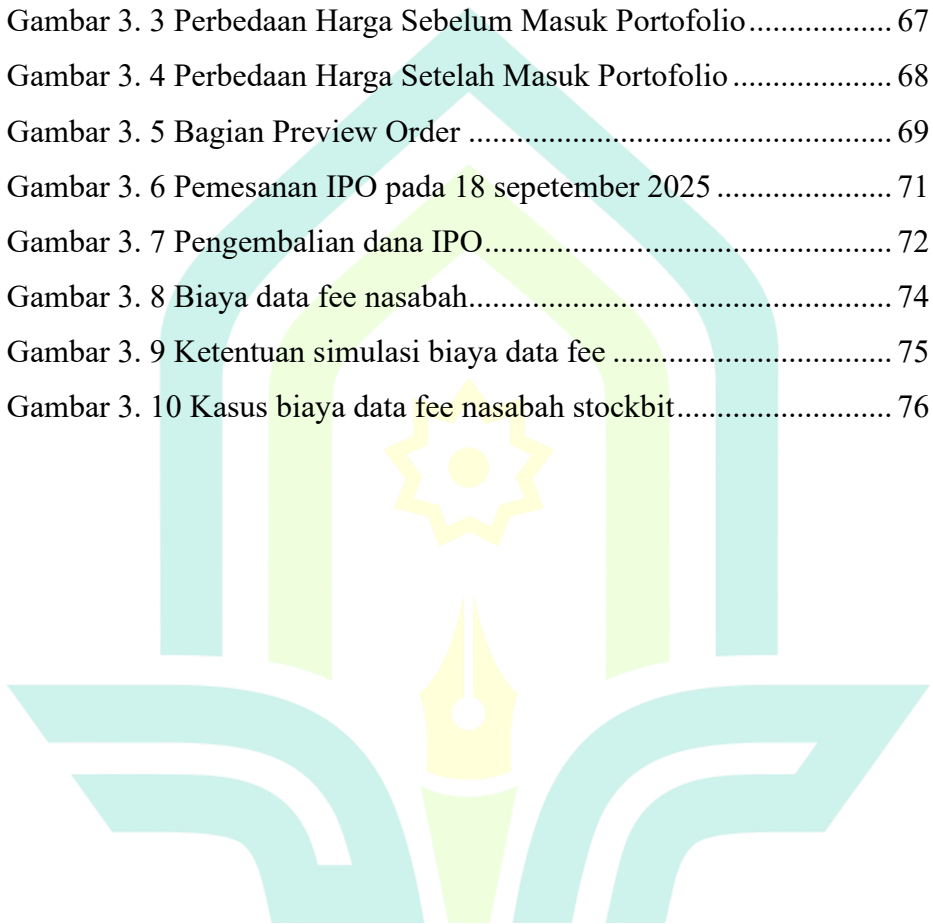 Gambar 3. 3 Perbedaan Harga Sebelum Masuk Portofolio................. 67
Gambar 3. 4 Perbedaan Harga Setelah Masuk Portofolio................... 68
Gambar 3. 5 Bagian Preview Order .................................................... 69
Gambar 3. 6 Pemesanan IPO pada 18 sepetember 2025..................... 71
Gambar 3. 7 Pengembalian dana IPO.................................................. 72
Gambar 3. 8 Biaya data fee nasabah.................................................... 74
Gambar 3. 9 Ketentuan simulasi biaya data fee .................................. 75
Gambar 3. 10 Kasus biaya data fee nasabah stockbit.......................... 76